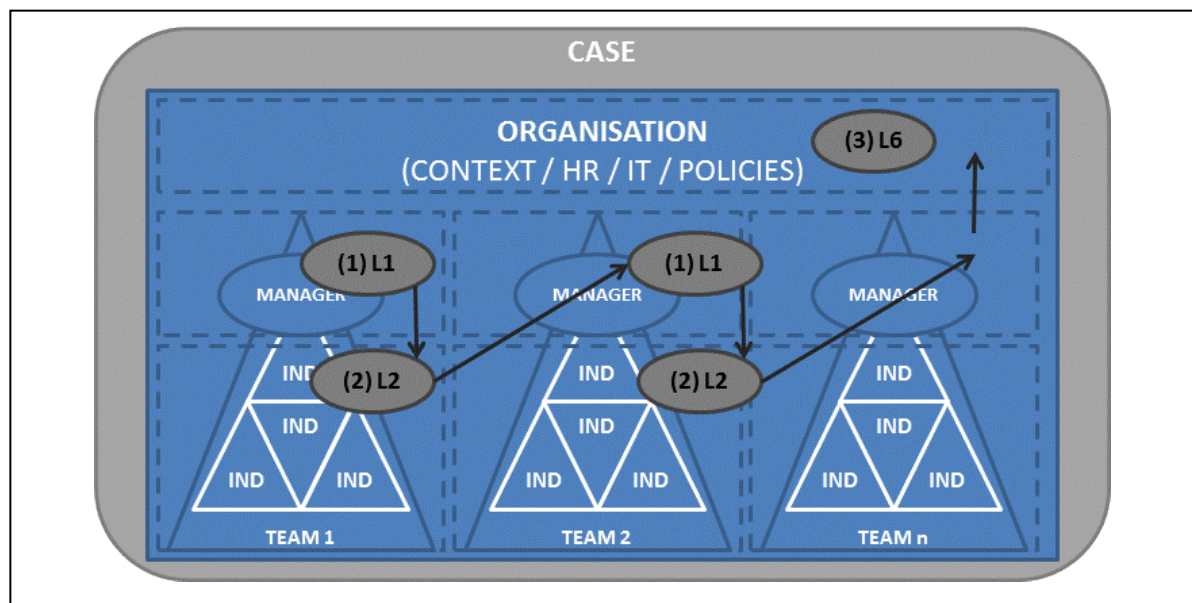 CASE
ORGANISATION
(CONTEXT / HR / IT / POLICIES)
(3) L6
(1) L1
(1) L1
MANAGER
MANAGER
MANAGER
IND
(2) L2
IND
(2) L2
IND
IND
IND
IND
IND
IND
IND
IND
IND
IND
TEAM 1
TEAM 2
TEAM n